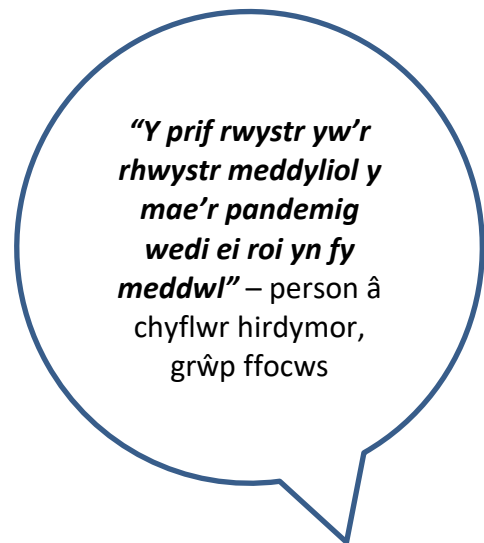 “Y prif rwystr yw’r
rhwystr meddyliol y
mae’r pandemig
wedi ei roi yn fy
meddwl” – person â
chyflwr hirdymor,
grŵp ffocws